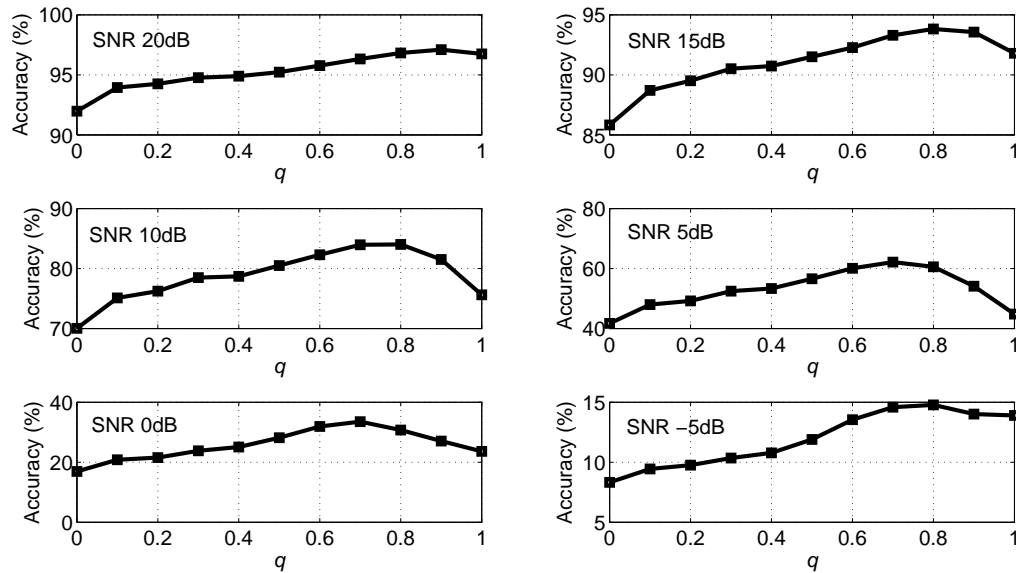 SNR 20dB
Accuracy (%)
100
95
90
0 0.2 0.4 0.6 0.8 1
q
SNR 15dB
Accuracy (%)
95
90
85
0 0.2 0.4 0.6 0.8 1
q
SNR 10dB
Accuracy (%)
90
80
70
0 0.2 0.4 0.6 0.8 1
q
SNR 5dB
Accuracy (%)
80
60
40
0 0.2 0.4 0.6 0.8 1
q
SNR 0dB
Accuracy (%)
40
20
0
0 0.2 0.4 0.6 0.8 1
q
SNR −5dB
Accuracy (%)
15
10
5
0 0.2 0.4 0.6 0.8 1
q